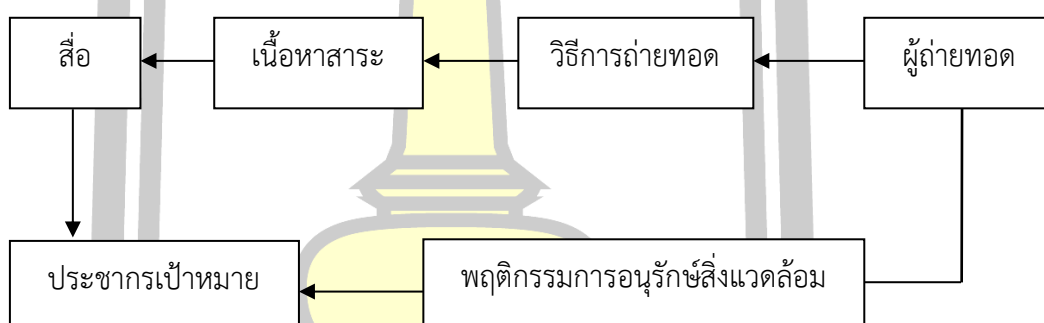 สื่อ
เนื้อหาสาระ
วิธีการถ่ายทอด
ผู้ถ่ายทอด
ประชากรเป้าหมาย
พฤติกรรมการอนุรักษ์สิ่งแวดล้อม